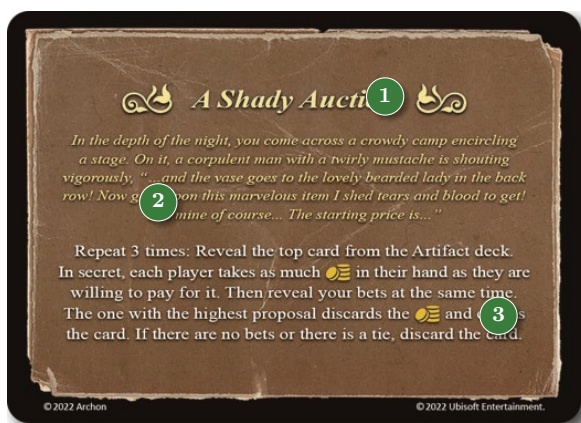 A Shady
1
In the depth of the night, you come across a crowdy camp encircling
a stage. On it, a corpulent man with a twirly mustache is shouting
vigorously, “...and the vase goes to the lovely bearded lady in the back
row! Now upon this marvelous item I shed tears and blood to get!
2
mine of course... The starting price is...”
Repeat 3 times: Reveal the top card from the Artifact deck.
In secret, each player takes as much in their hand as they are
willing to pay for it. Then reveal your bets at the same time.
The one with the highest proposal discards the and
3
the card. If there are no bets or there is a tie, discard the card.
© 2022 Archon
© 2022 Ubisoft Entertainment.